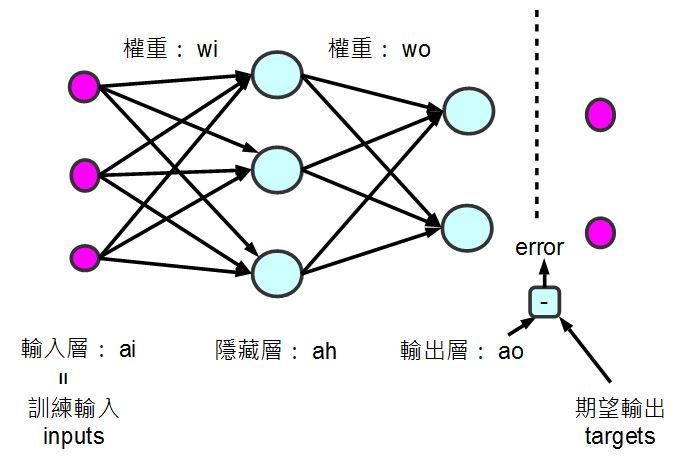 權重： wi
權重： wo
error
-
輸入層： ai
隱藏層： ah
輸出層： ao
=
訓練輸入
inputs
期望輸出
targets